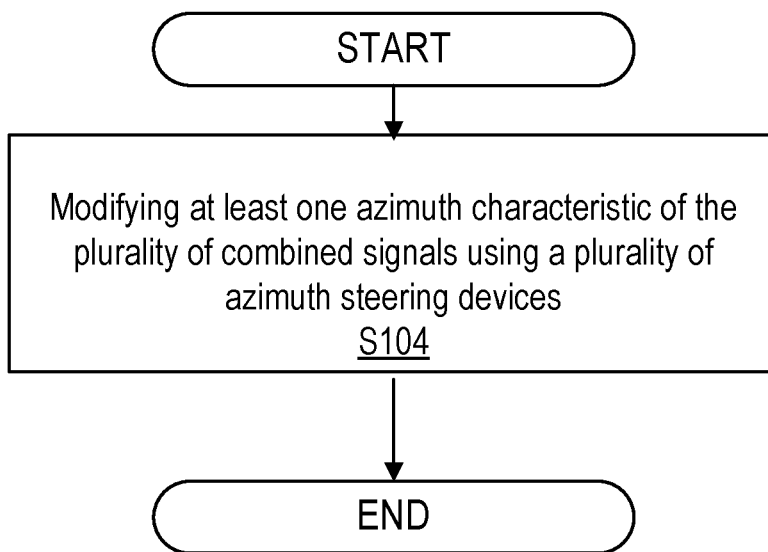 START
Modifying at least one azimuth characteristic of the
plurality of combined signals using a plurality of
azimuth steering devices
S104
END